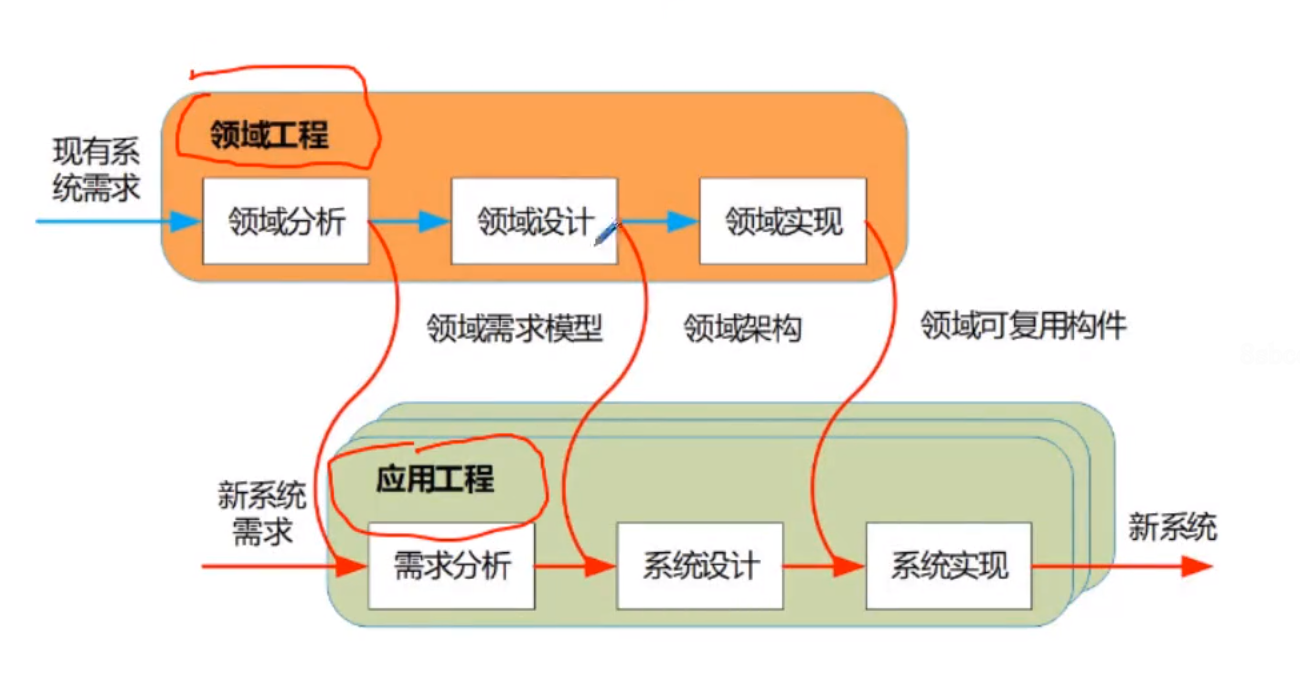 领域工程
现有系
统需求
领域分析
领域设计
领域实现
领域需求模型
领域架构
领域可复用构件
应用工程
新系统
需求
需求分析
系统设计
系统实现
新系统